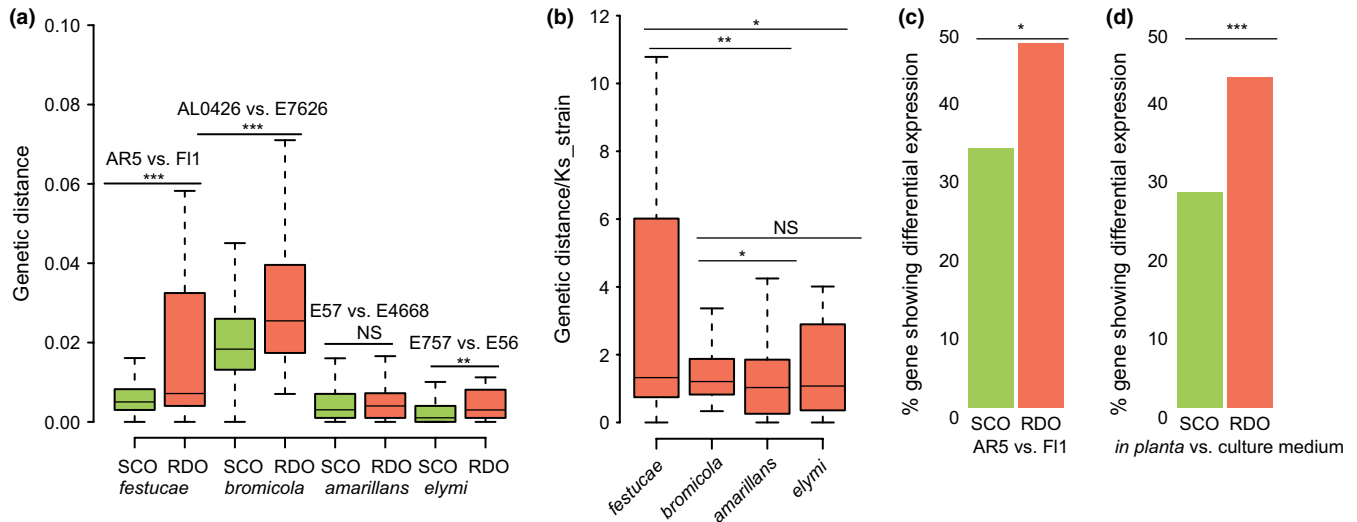 (a)
Genetic distance
0.10
0.08
0.06
0.04
0.02
0.00
AR5 vs. Fl1
***
AL0426 vs. E7626
***
E57 vs. E4668
NS
E757 vs. E56
**
SCO RDO SCO RDO SCO RDO SCO RDO
festucae bromicola amarillans elymi
(b)
Genetic distance/Ks_strain
12
10
8
6
4
2
0
*
**
NS
*
festucae
bromicola
amarillans
elymi
(c)
% gene showing differential expression
50
40
30
20
10
0
*
SCO RDO
AR5 vs. Fl1
(d)
% gene showing differential expression
50
40
30
20
10
0
***
SCO RDO
in planta vs. culture medium